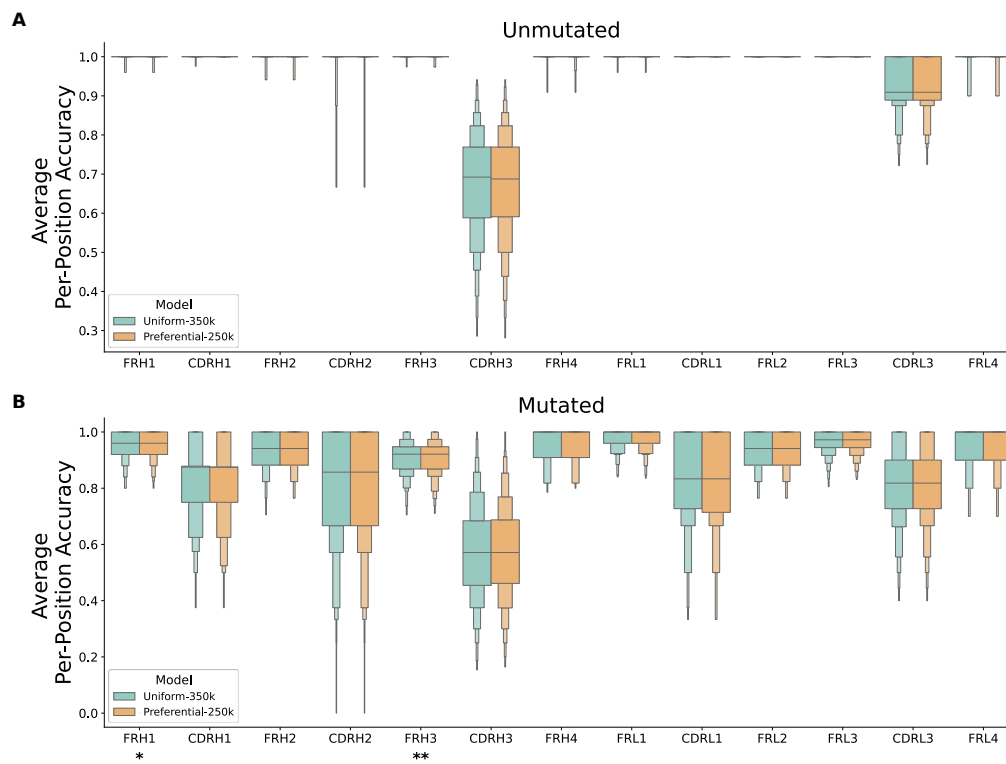 A
Unmutated
Average
Per-Position Accuracy
1.0
0.9
0.8
0.7
0.6
0.5
0.4
0.3
Model
Uniform-350k
Preferential-250k
FRH1 CDRH1 FRH2 CDRH2 FRH3 CDRH3 FRH4 FRL1 CDRL1 FRL2 FRL3 CDRL3 FRL4
B
Mutated
Average
Per-Position Accuracy
1.0
0.8
0.6
0.4
0.2
0.0
Model
Uniform-350k
Preferential-250k
FRH1 CDRH1 FRH2 CDRH2 FRH3 CDRH3 FRH4 FRL1 CDRL1 FRL2 FRL3 CDRL3 FRL4
* **